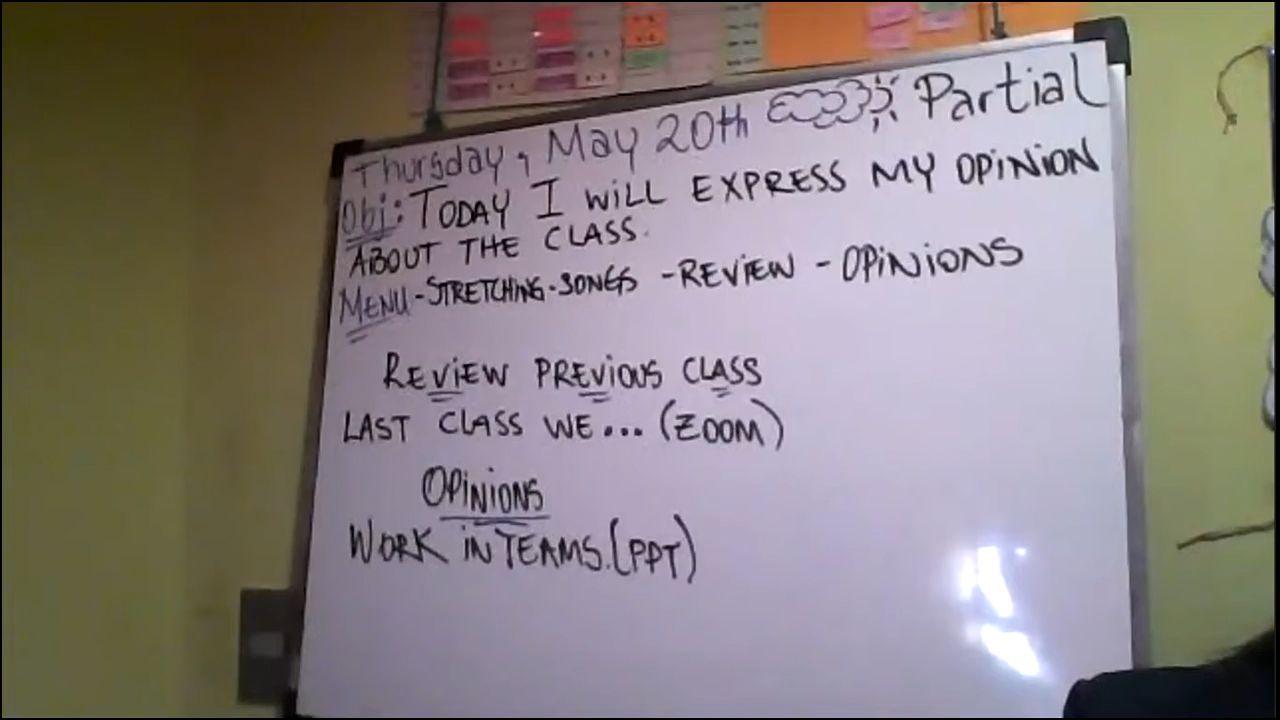 Thursday, May 20th Partial
Obj: TODAY I WiLL EXPRESS MY OPiNiON
ABOUT THE CLASS.
MENU - STRETCHiNG - SONGS - REViEW - OPiNiONS
REViEW PREViOUS CLASS
LAST CLASS WE... (ZOOM)
OPiNiONS
WORK iN TEAMS. (PPT)